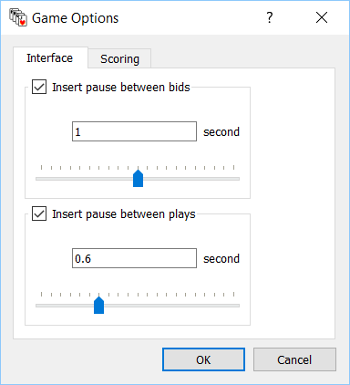 Game Options
Interface Scoring
Insert pause between bids
1 second
Insert pause between plays
0.6 second
OK Cancel